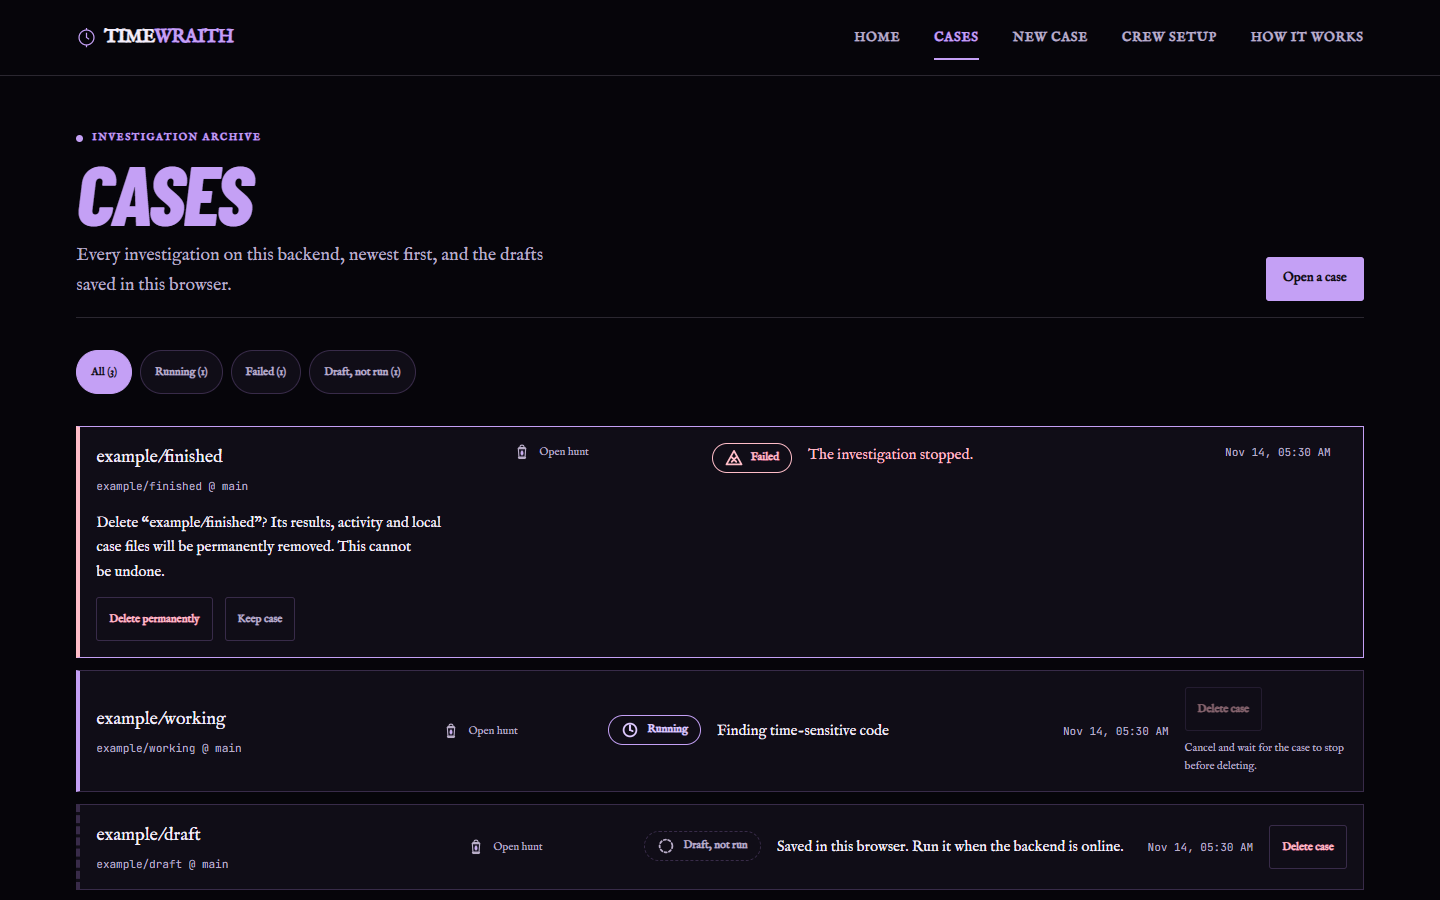 TIMEWRAITH
HOME CASES NEW CASE CREW SETUP HOW IT WORKS
INVESTIGATION ARCHIVE
CASES
Every investigation on this backend, newest first, and the drafts
saved in this browser.
Open a case
All (3) Running (1) Failed (1) Draft, not run (1)
example/finished
example/finished @ main
Open hunt
Failed The investigation stopped.
Nov 14, 05:30 AM
Delete “example/finished”? Its results, activity and local
case files will be permanently removed. This cannot
be undone.
Delete permanently Keep case
example/working
example/working @ main
Open hunt
Running Finding time-sensitive code
Nov 14, 05:30 AM
Delete case
Cancel and wait for the case to stop
before deleting.
example/draft
example/draft @ main
Open hunt
Draft, not run Saved in this browser. Run it when the backend is online.
Nov 14, 05:30 AM
Delete case